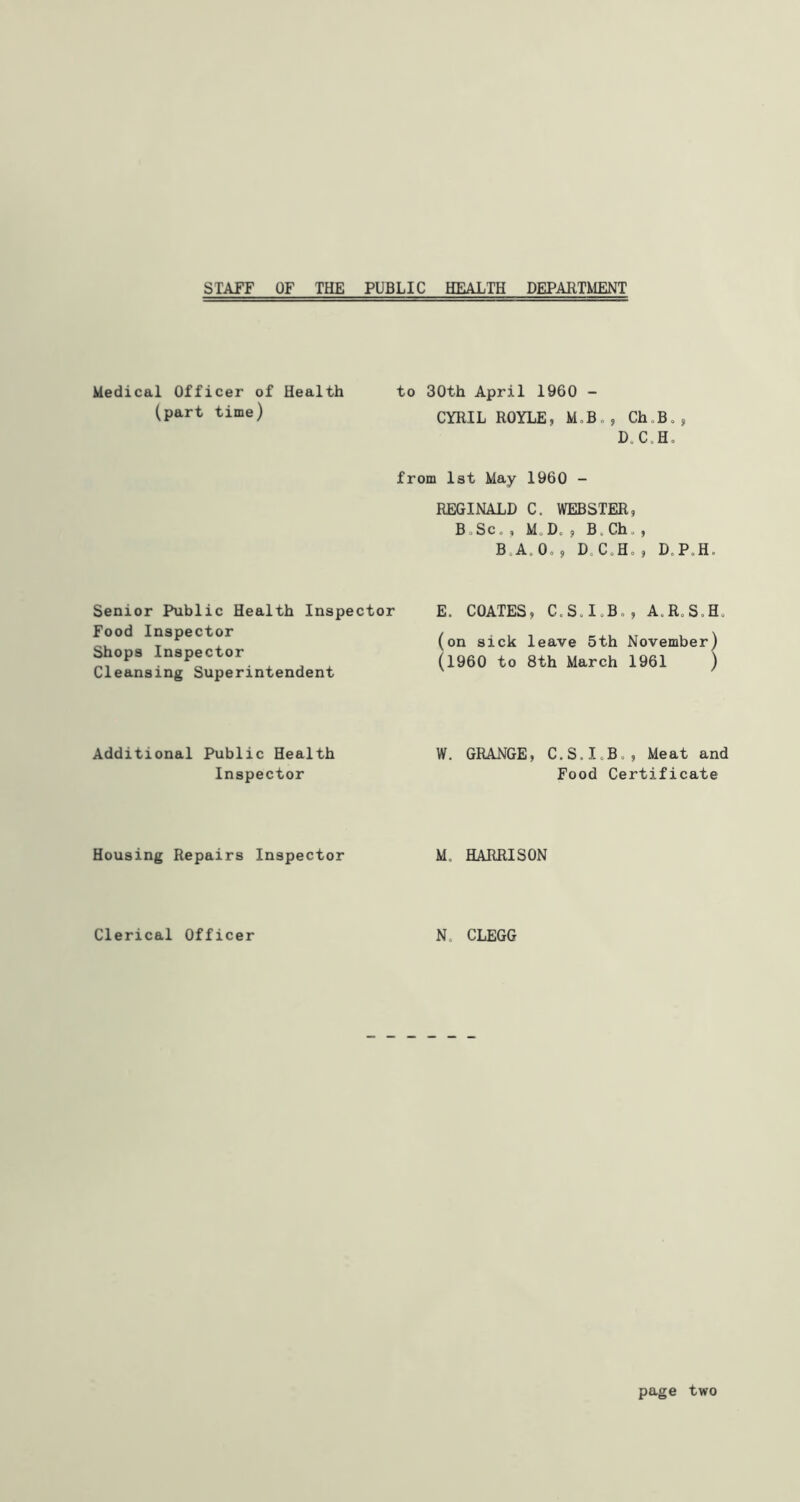 STAFF OF THE PUBLIC HEALTH DEPARTMENT
Medical Officer of Health to 30th April 1960 -
(part time) CYRIL ROYLE, M.B., Ch.B.,
D.C.H.
from 1st May 1960 -
REGINALD C. WEBSTER,
B.Sc., M.D., B.Ch.,
B.A.O., D.C.H., D.P.H.
Senior Public Health Inspector E. COATES, C.S.I.B., A.R.S.H.
Food Inspector (on sick leave 5th November)
Shops Inspector (1960 to 8th March 1961 )
Cleansing Superintendent
Additional Public Health W. GRANGE, C.S.I.B., Meat and
Inspector Food Certificate
Housing Repairs Inspector M. HARRISON
Clerical Officer N. CLEGG
- - - - - -
page two